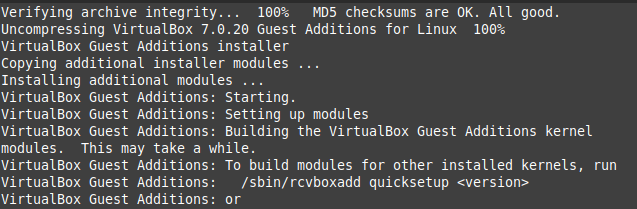 Verifying archive integrity...  100%   MD5 checksums are OK. All good.
Uncompressing VirtualBox 7.0.20 Guest Additions for Linux  100%
VirtualBox Guest Additions installer
Copying additional installer modules ...
Installing additional modules ...
VirtualBox Guest Additions: Starting.
VirtualBox Guest Additions: Setting up modules
VirtualBox Guest Additions: Building the VirtualBox Guest Additions kernel
modules.  This may take a while.
VirtualBox Guest Additions: To build modules for other installed kernels, run
VirtualBox Guest Additions:   /sbin/rcvboxadd quicksetup <version>
VirtualBox Guest Additions: or